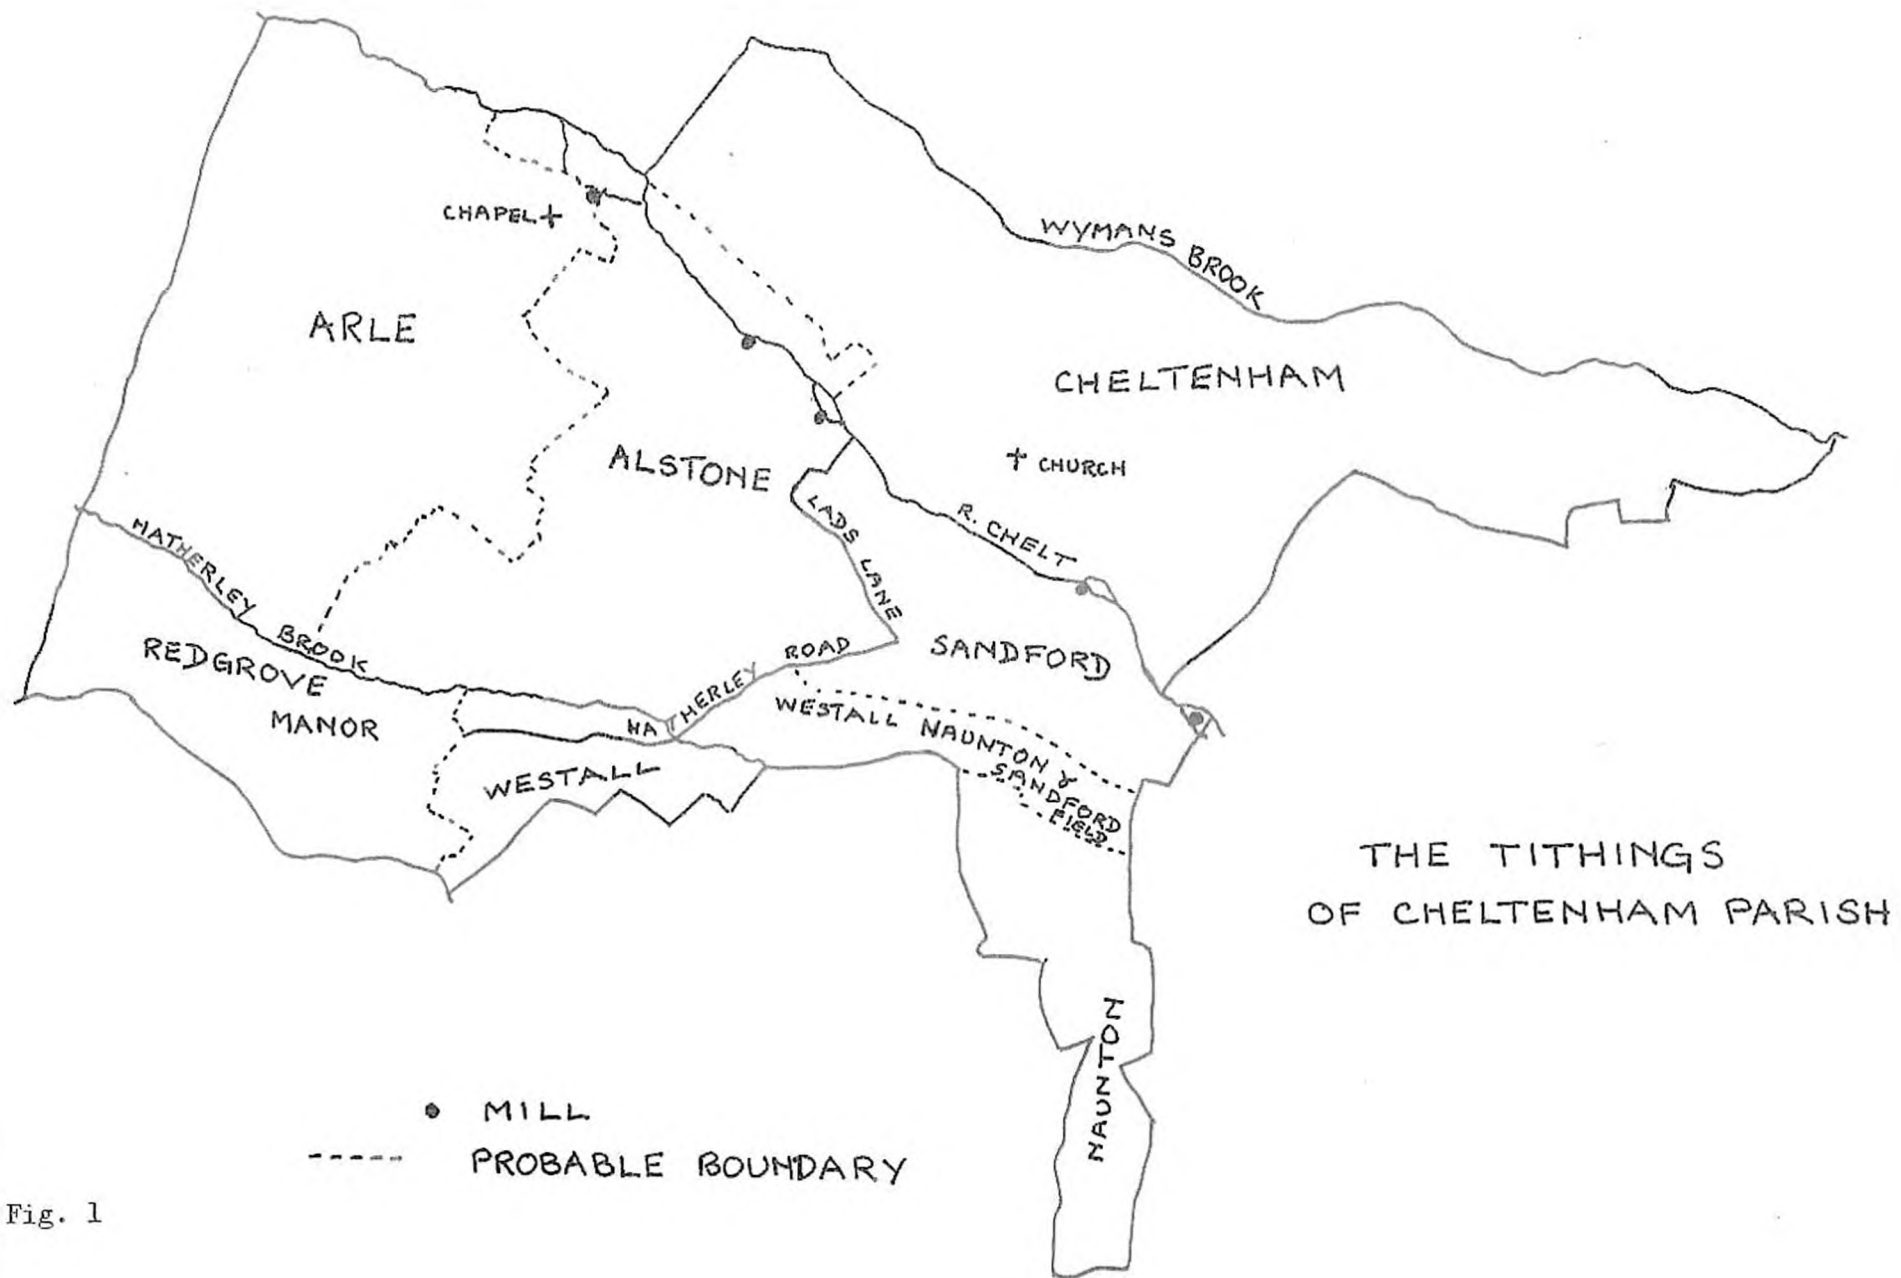 WYMANS BROOK
CHAPEL
ARLE
CHELTENHAM
CHURCH
ALSTONE
LADS LANE
R. CHELT
HATHERLEY BROOK
HATHERLEY ROAD
SANDFORD
REDGROVE
MANOR
WESTALL
WESTALL NAUNTON &
SANDFORD
FIELD
NAUNTON
THE TITHINGS
OF CHELTENHAM PARISH
MILL
PROBABLE BOUNDARY
Fig. 1